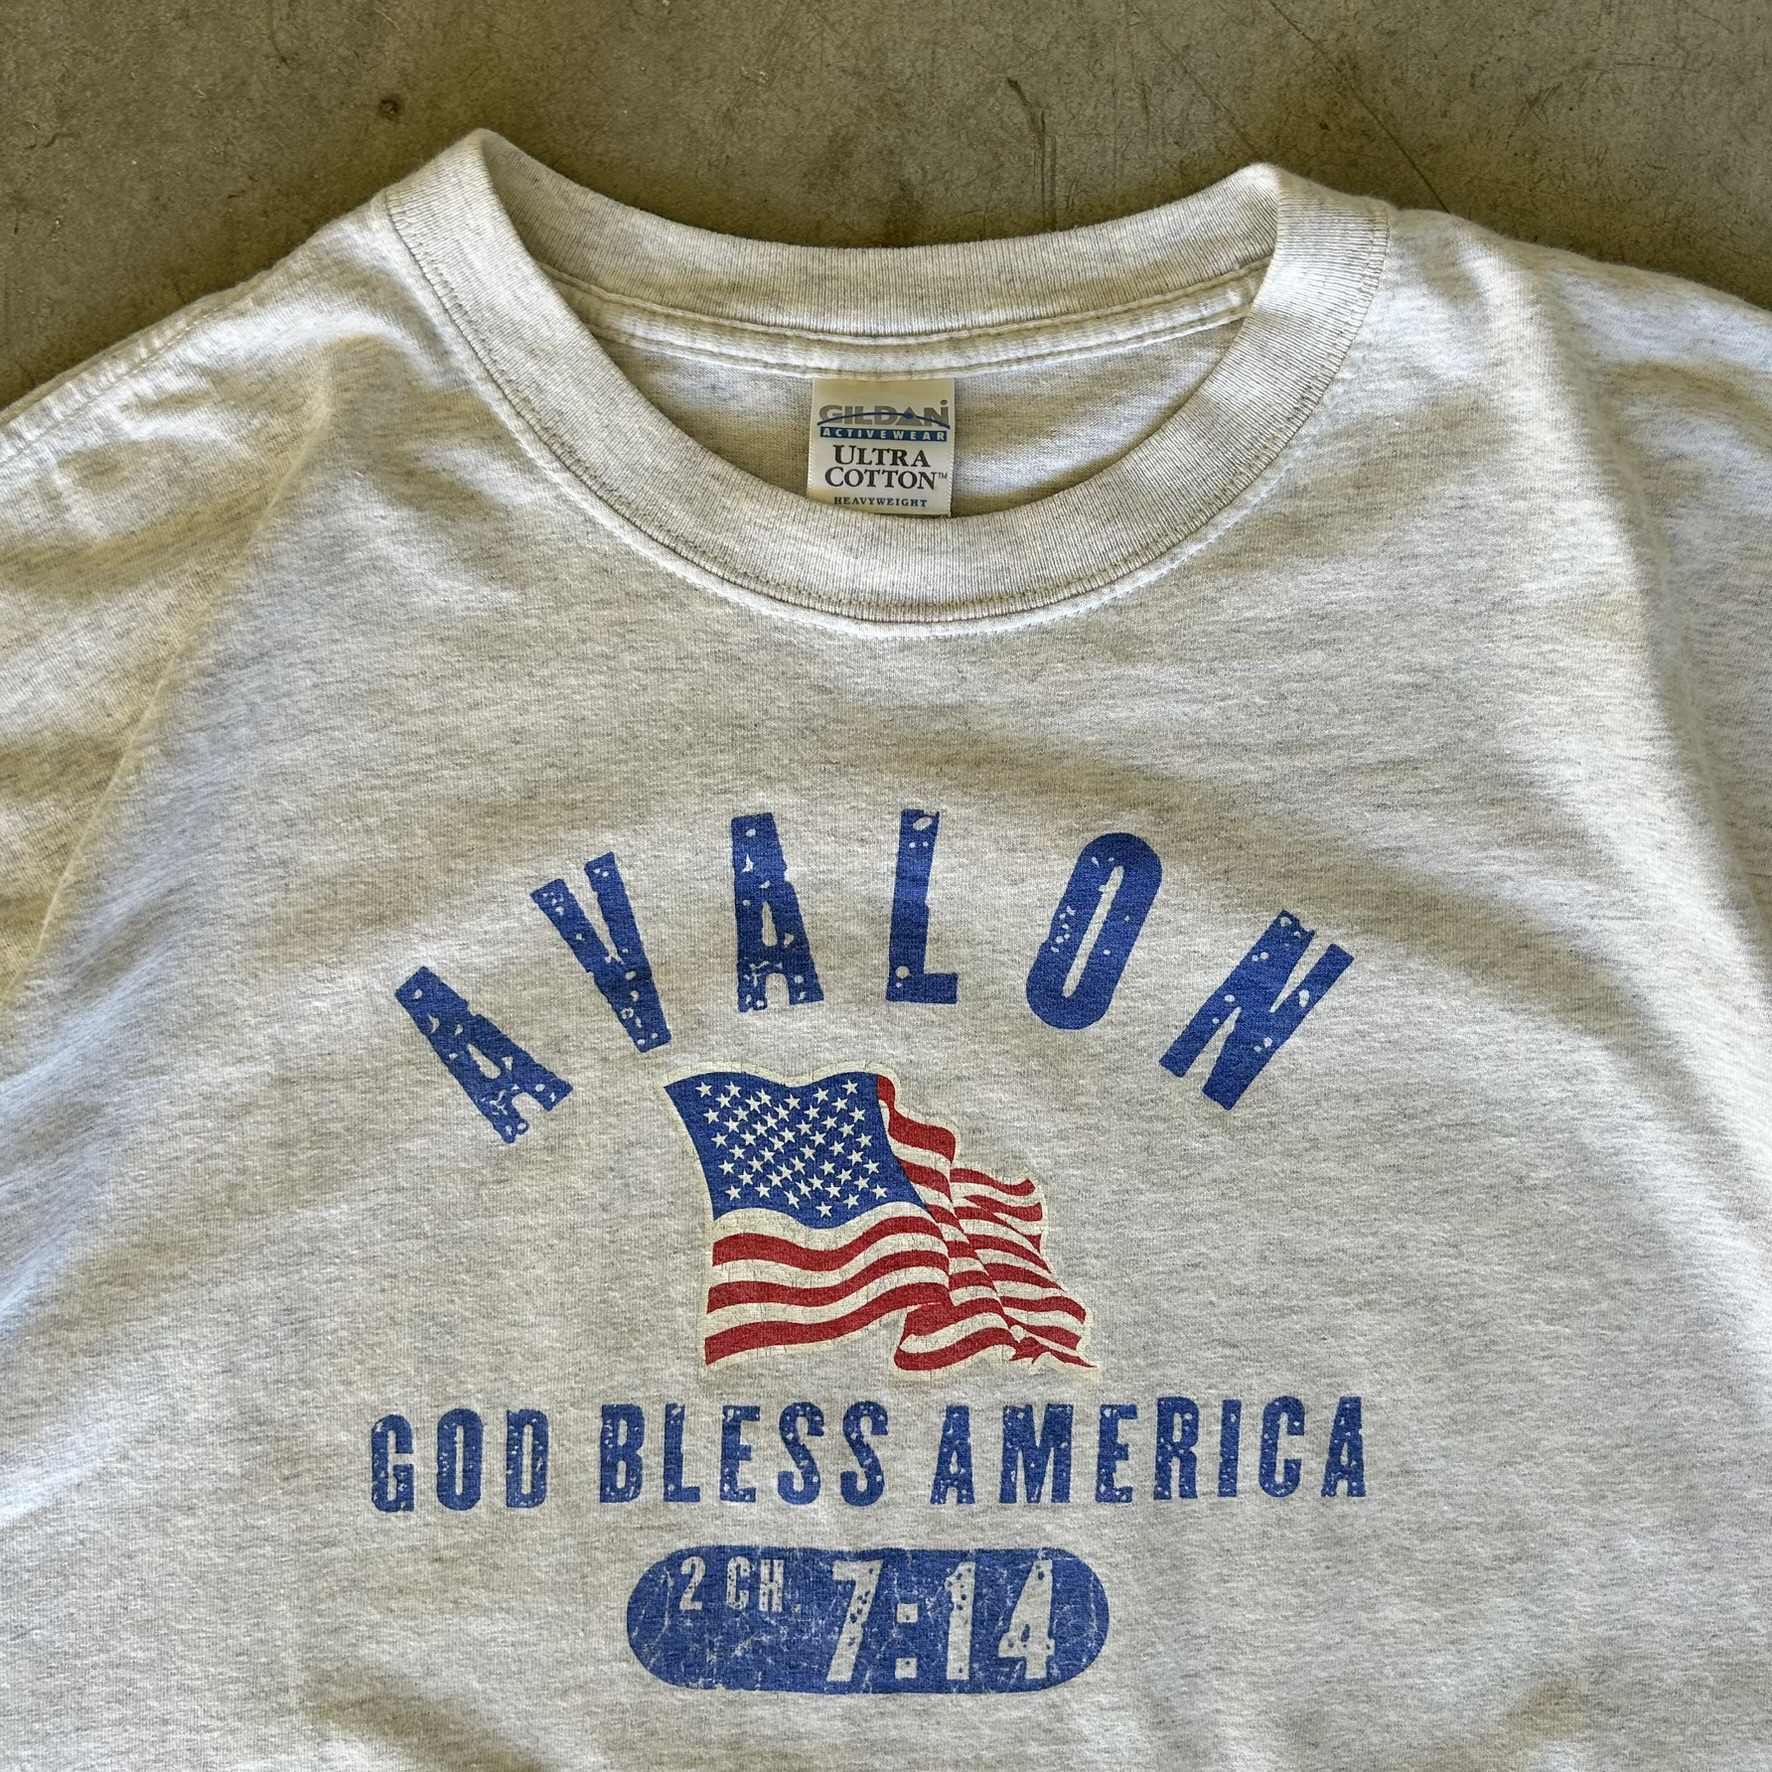 GILDAN
ACTIVEWEAR
ULTRA
COTTON™
HEAVYWEIGHT
AVALON
GOD BLESS AMERICA
2 CH. 7:14